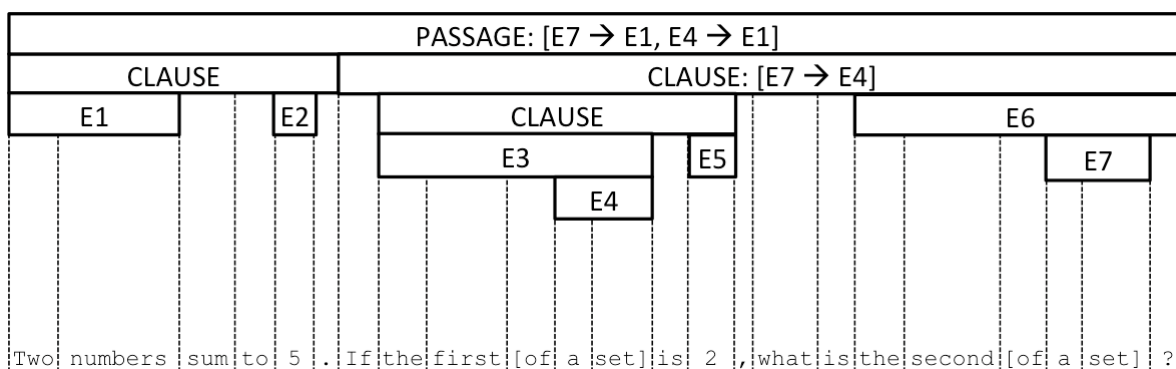 PASSAGE: [E7 → E1, E4 → E1]
CLAUSE CLAUSE: [E7 → E4]
E1 E2 CLAUSE E6
E3 E5 E7
E4
Two numbers sum to 5 . If the first [of a set] is 2 , what is the second [of a set] ?